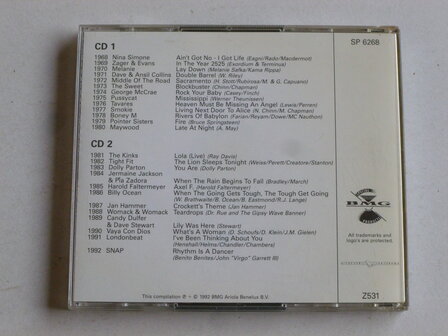 CD 1
SP 6268
1968 Nina Simone Ain't Got No - I Got Life (Eagni/Rado/Macdermot)
1969 Zager & Evans In The Year 2525 (Exordium & Terminus)
1970 Melanie Lay Down (Melanie Safka/Kama Rippa)
1971 Dave & Ansil Collins Double Barrel (W. Riley)
1972 Middle Of The Road Sacramento (H. Stott/Rubirosa/M. & G. Capuano)
1973 The Sweet Blockbuster (Chinn/Chapman)
1974 George McCrae Rock Your Baby (Casey/Finch)
1975 Pussycat Mississippi (Werner Theunissen)
1976 Tavares Heaven Must Be Missing An Angel (Lewis/Perren)
1977 Smokie Living Next Door To Alice (N. Chinn/M. Chapman)
1978 Boney M Rivers Of Babylon (Farian/Reyam/Dowe/MC Naughton)
1979 Pointer Sisters Fire (Bruce Springsteen)
1980 Maywood Late At Night (A. May)
CD 2
1981 The Kinks Lola (Live) (Ray Davie)
1982 Tight Fit The Lion Sleeps Tonight (Weiss/Peretti/Creatore/Stanton)
1983 Dolly Parton You Are (Dolly Parton)
1984 Jermaine Jackson
& Pia Zadora When The Rain Begins To Fall (Bradley/March)
1985 Harold Faltermeyer Axel F. (Harold Faltermeyer)
1986 Billy Ocean When The Going Gets Tough, The Tough Get Going
(W. Brathwaite/B. Ocean/B. Eastmond/R.J. Lange)
1987 Jan Hammer Crockett's Theme (Jan Hammer)
1988 Womack & Womack Teardrops (Dr. Rue and The Gypsy Wave Banner)
1989 Candy Dulfer
& Dave Stewart Lily Was Here (Stewart)
1990 Vaya Con Dios What's A Woman (D. Schoufs/D. Klein/J.M. Gielen)
1991 Londonbeat I've Been Thinking About You
(Henshall/Helms/Chandler/Chambers)
1992 SNAP Rhythm Is A Dancer
(Benite Benites/John "Virgo" Garrett III)
BMG
All trademarks and
logo's are protected.
This compilation ℗ + © 1992 BMG Ariola Benelux B.V.
Z531